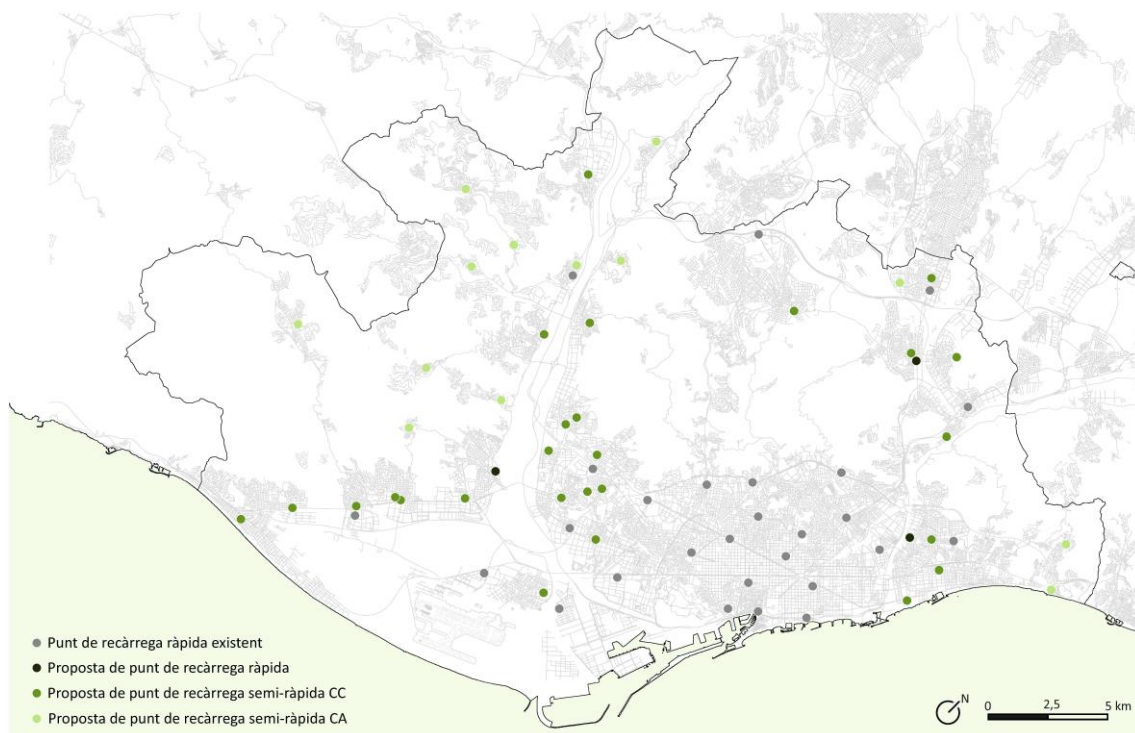 Punt de recàrrega ràpida existent
Proposta de punt de recàrrega ràpida
Proposta de punt de recàrrega semi-ràpida CC
Proposta de punt de recàrrega semi-ràpida CA
N
0 2,5 5 km